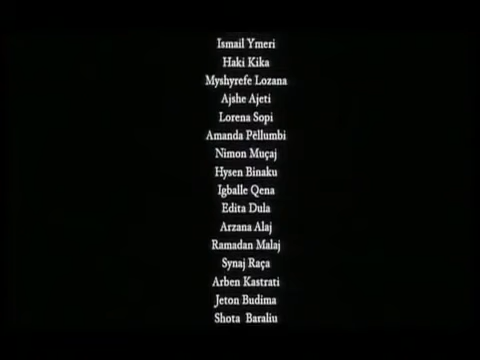 Ismail Ymeri
Haki Kika
Myshyrefe Lozana
Ajshe Ajeti
Lorena Sopi
Amanda Pëllumbi
Nimon Muçaj
Hysen Binaku
Igballe Qena
Edita Dula
Arzana Alaj
Ramadan Malaj
Synaj Raça
Arben Kastrati
Jeton Budima
Shota Baraliu